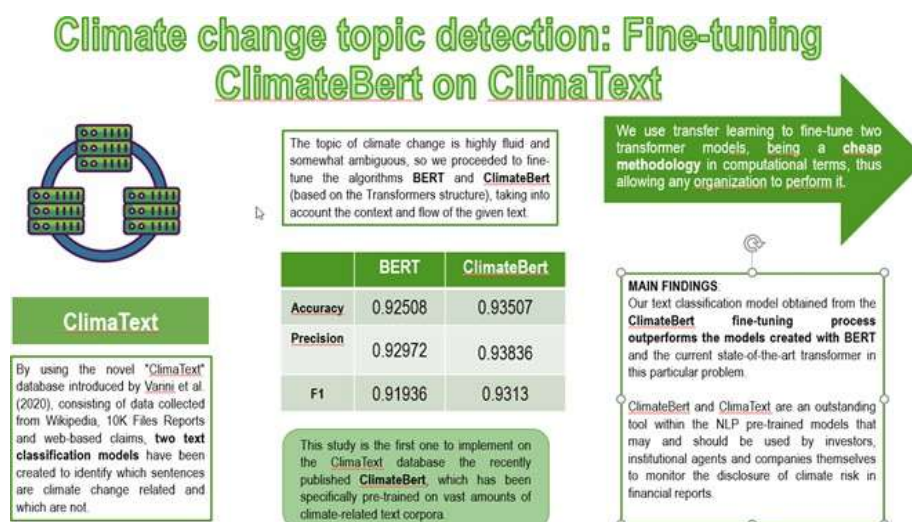 Climate change topic detection: Fine-tuning
ClimateBert on ClimaText
ClimaText
By using the novel "ClimaText"
database introduced by Varini et al.
(2020), consisting of data collected
from Wikipedia, 10K Files Reports
and web-based claims, two text
classification models have been
created to identify which sentences
are climate change related and
which are not.
The topic of climate change is highly fluid and
somewhat ambiguous, so we proceeded to fine-
tune the algorithms BERT and ClimateBert
(based on the Transformers structure), taking into
account the context and flow of the given text.
BERT ClimateBert
Accuracy 0.92508 0.93507
Precision 0.92972 0.93836
F1 0.91936 0.9313
This study is the first one to implement on
the ClimaText database the recently
published ClimateBert, which has been
specifically pre-trained on vast amounts of
climate-related text corpora.
We use transfer learning to fine-tune two
transformer models, being a cheap
methodology in computational terms, thus
allowing any organization to perform it.
MAIN FINDINGS
Our text classification model obtained from the
ClimateBert fine-tuning process
outperforms the models created with BERT
and the current state-of-the-art transformer in
this particular problem.
ClimateBert and ClimaText are an outstanding
tool within the NLP pre-trained models that
may and should be used by investors,
institutional agents and companies themselves
to monitor the disclosure of climate risk in
financial reports.